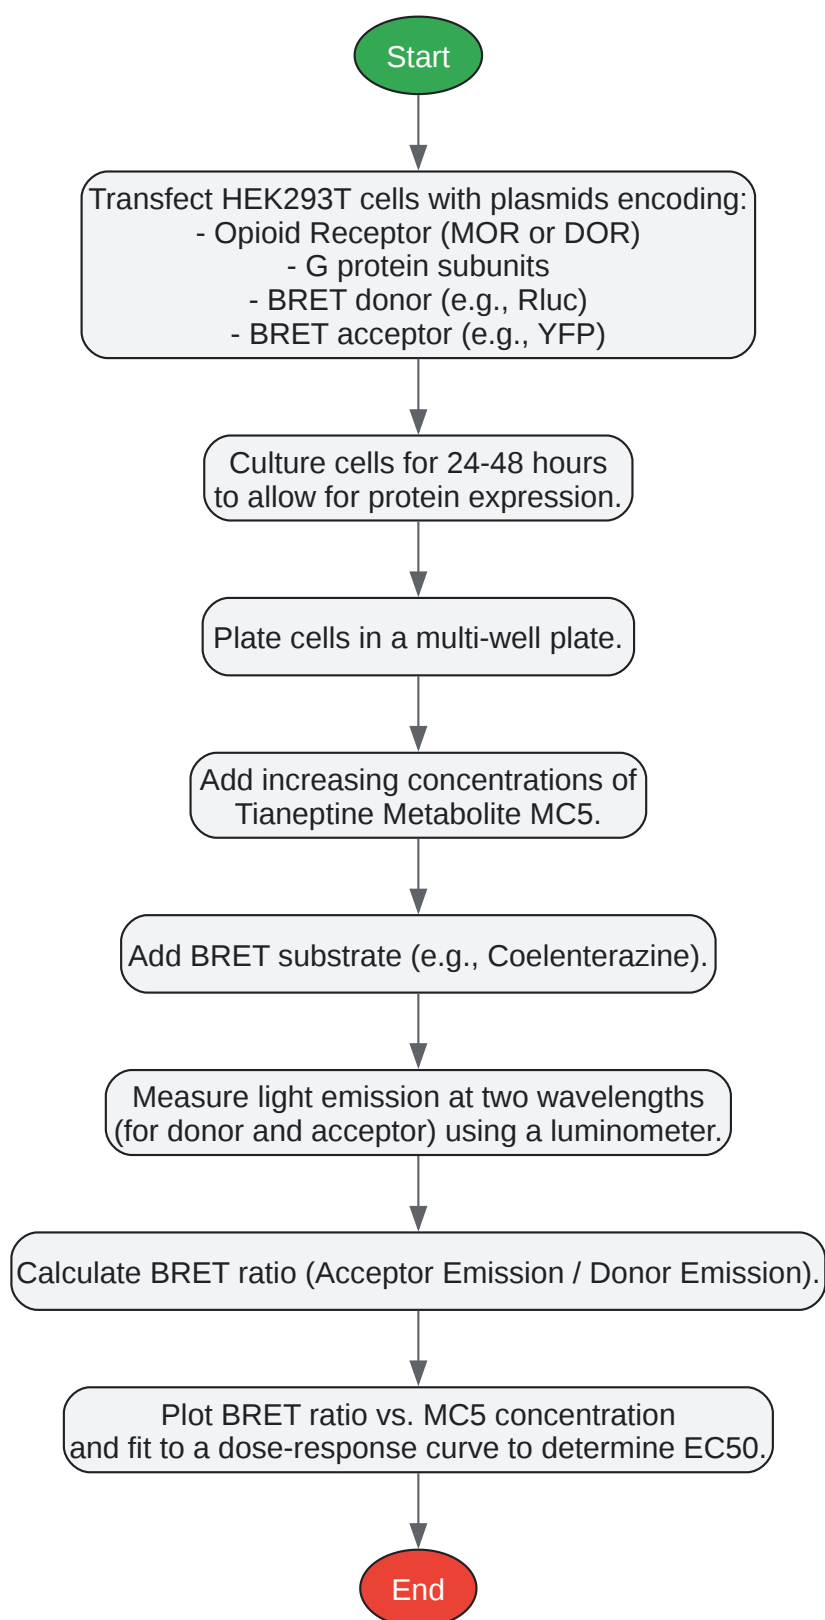 Start
Transfect HEK293T cells with plasmids encoding:
- Opioid Receptor (MOR or DOR)
- G protein subunits
- BRET donor (e.g., Rluc)
- BRET acceptor (e.g., YFP)
Culture cells for 24-48 hours
to allow for protein expression.
Plate cells in a multi-well plate.
Add increasing concentrations of
Tianeptine Metabolite MC5.
Add BRET substrate (e.g., Coelenterazine).
Measure light emission at two wavelengths
(for donor and acceptor) using a luminometer.
Calculate BRET ratio (Acceptor Emission / Donor Emission).
Plot BRET ratio vs. MC5 concentration
and fit to a dose-response curve to determine EC50.
End